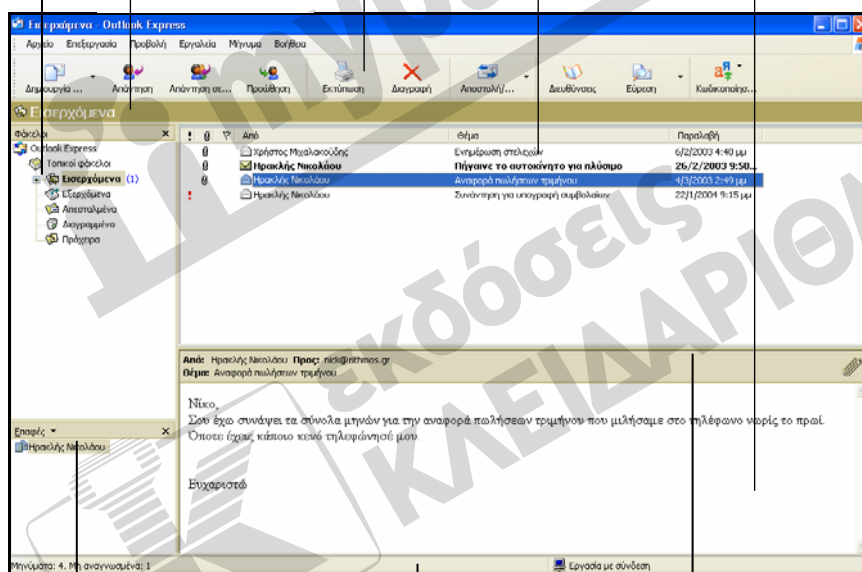 Εισερχόμενα - Outlook Express
Αρχείο Επεξεργασία Προβολή Εργαλεία Μήνυμα Βοήθεια
Δημιουργία ... Απάντηση Απάντηση σε... Προώθηση Εκτύπωση Διαγραφή Αποστολή/... Διευθύνσεις Εύρεση Κωδικοποίησ...
Εισερχόμενα
Φάκελοι
Outlook Express
Τοπικοί φάκελοι
Εισερχόμενα (1)
Εξερχόμενα
Απεσταλμένα
Διαγραμμένα
Πρόχειρα
! Από Θέμα Παραλαβή
Χρήστος Μιχαλακούδης Ενημέρωση στελεχών 6/2/2003 4:40 μμ
Ηρακλής Νικολάου Πήγαινε το αυτοκίνητο για πλύσιμο 26/2/2003 9:50...
Ηρακλής Νικολάου Αναφορά πωλήσεων τριμήνου 4/3/2003 2:49 μμ
! Ηρακλής Νικολάου Συνάντηση για υπογραφή συμβολαίων 22/1/2004 9:15 μμ
Από: Ηρακλής Νικολάου Προς: nick@rithmos.gr
Θέμα: Αναφορά πωλήσεων τριμήνου
Νίκο,
Σου έχω συνάψει τα σύνολα μηνών για την αναφορά πωλήσεων τριμήνου που μιλήσαμε στο τηλέφωνο νωρίς το πρωί.
Όποτε έχεις κάποιο κενό τηλεφώνησέ μου.
Ευχαριστώ
Επαφές
Ηρακλής Νικολάου
Μηνύματα: 4. Μη αναγνωσμένα: 1 Εργασία με σύνδεση
εκδόσεις
ΚΛΕΙΔΑΡΙΘΜ